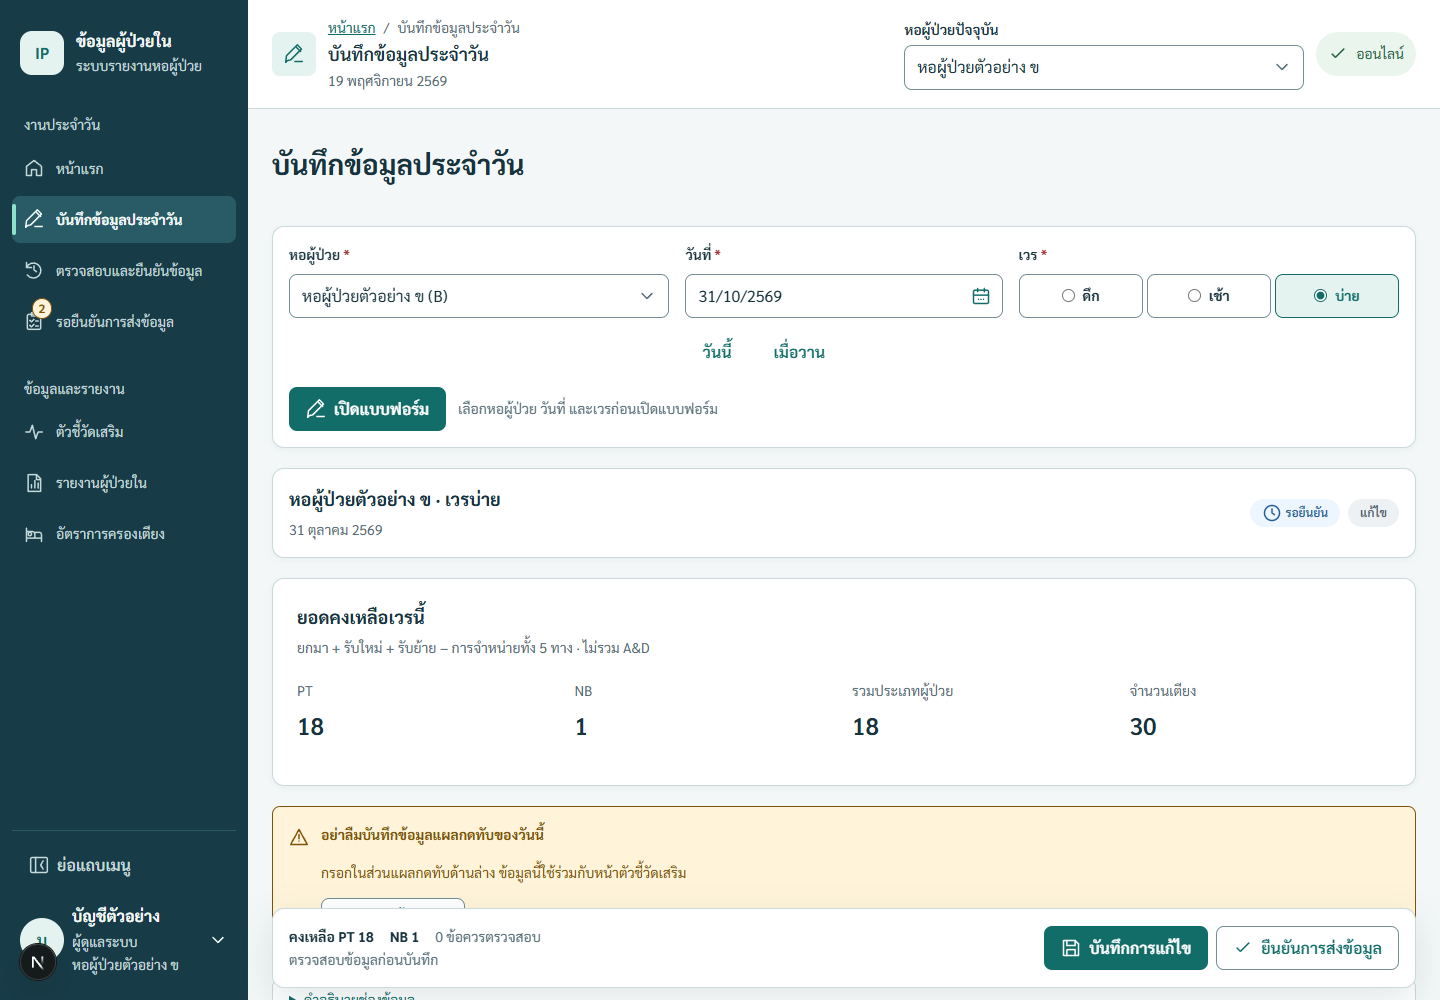 IP
ข้อมูลผู้ป่วยใน
ระบบรายงานหอผู้ป่วย
งานประจำวัน
หน้าแรก
บันทึกข้อมูลประจำวัน
ตรวจสอบและยืนยันข้อมูล
2
รอยืนยันการส่งข้อมูล
ข้อมูลและรายงาน
ตัวชี้วัดเสริม
รายงานผู้ป่วยใน
อัตราการครองเตียง
ย่อแถบเมนู
บัญชีตัวอย่าง
ผู้ดูแลระบบ
หอผู้ป่วยตัวอย่าง ข
N
หน้าแรก / บันทึกข้อมูลประจำวัน
บันทึกข้อมูลประจำวัน
19 พฤศจิกายน 2569
หอผู้ป่วยปัจจุบัน
หอผู้ป่วยตัวอย่าง ข
ออนไลน์
บันทึกข้อมูลประจำวัน
หอผู้ป่วย * วันที่ * เวร *
หอผู้ป่วยตัวอย่าง ข (B) 31/10/2569 ดึก เช้า บ่าย
วันนี้ เมื่อวาน
เปิดแบบฟอร์ม เลือกหอผู้ป่วย วันที่ และเวรก่อนเปิดแบบฟอร์ม
หอผู้ป่วยตัวอย่าง ข · เวรบ่าย
31 ตุลาคม 2569
รอยืนยัน แก้ไข
ยอดคงเหลือเวรนี้
ยกมา + รับใหม่ + รับย้าย − การจำหน่ายทั้ง 5 ทาง · ไม่รวม A&D
PT NB รวมประเภทผู้ป่วย จำนวนเตียง
18 1 18 30
อย่าลืมบันทึกข้อมูลแผลกดทับของวันนี้
กรอกในส่วนแผลกดทับด้านล่าง ข้อมูลนี้ใช้ร่วมกับหน้าตัวชี้วัดเสริม
คงเหลือ PT 18 NB 1 0 ข้อควรตรวจสอบ
ตรวจสอบข้อมูลก่อนบันทึก
บันทึกการแก้ไข ยืนยันการส่งข้อมูล